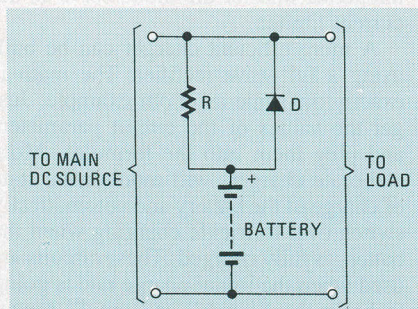 R
D
TO MAIN
DC SOURCE
+
BATTERY
TO
LOAD